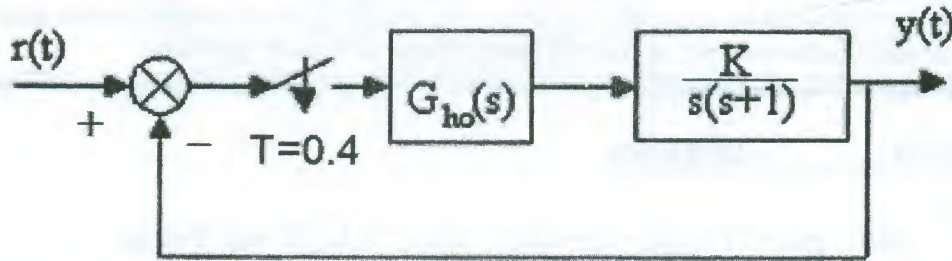 r(t)
+
−
T=0.4
G_ho(s)
K
s(s+1)
y(t)